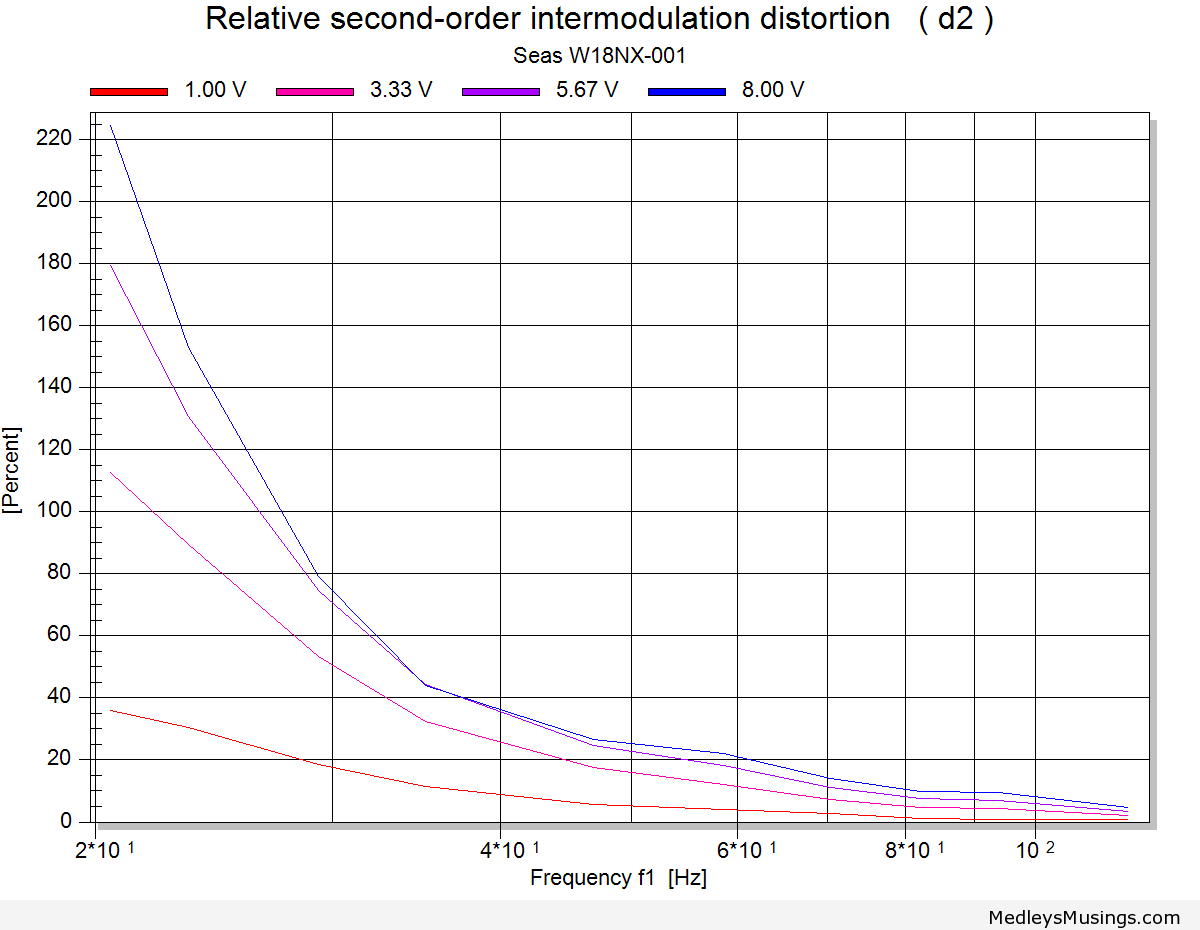 Relative second-order intermodulation distortion ( d2 )
Seas W18NX-001
1.00 V 3.33 V 5.67 V 8.00 V
220
200
180
160
140
120
100
80
60
40
20
0
[Percent]
2*10 1 4*10 1 6*10 1 8*10 1 10 2
Frequency f1 [Hz]
MedleysMusings.com